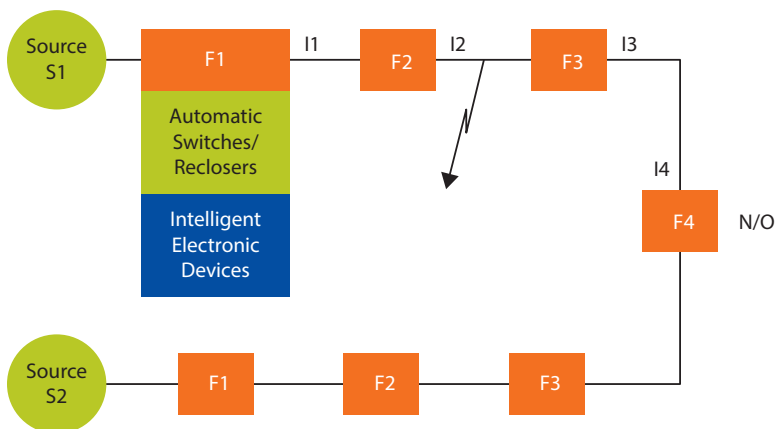 Source
S1
F1
I1
F2
I2
F3
I3
Automatic
Switches/
Reclosers
Intelligent
Electronic
Devices
I4
F4
N/O
Source
S2
F1
F2
F3